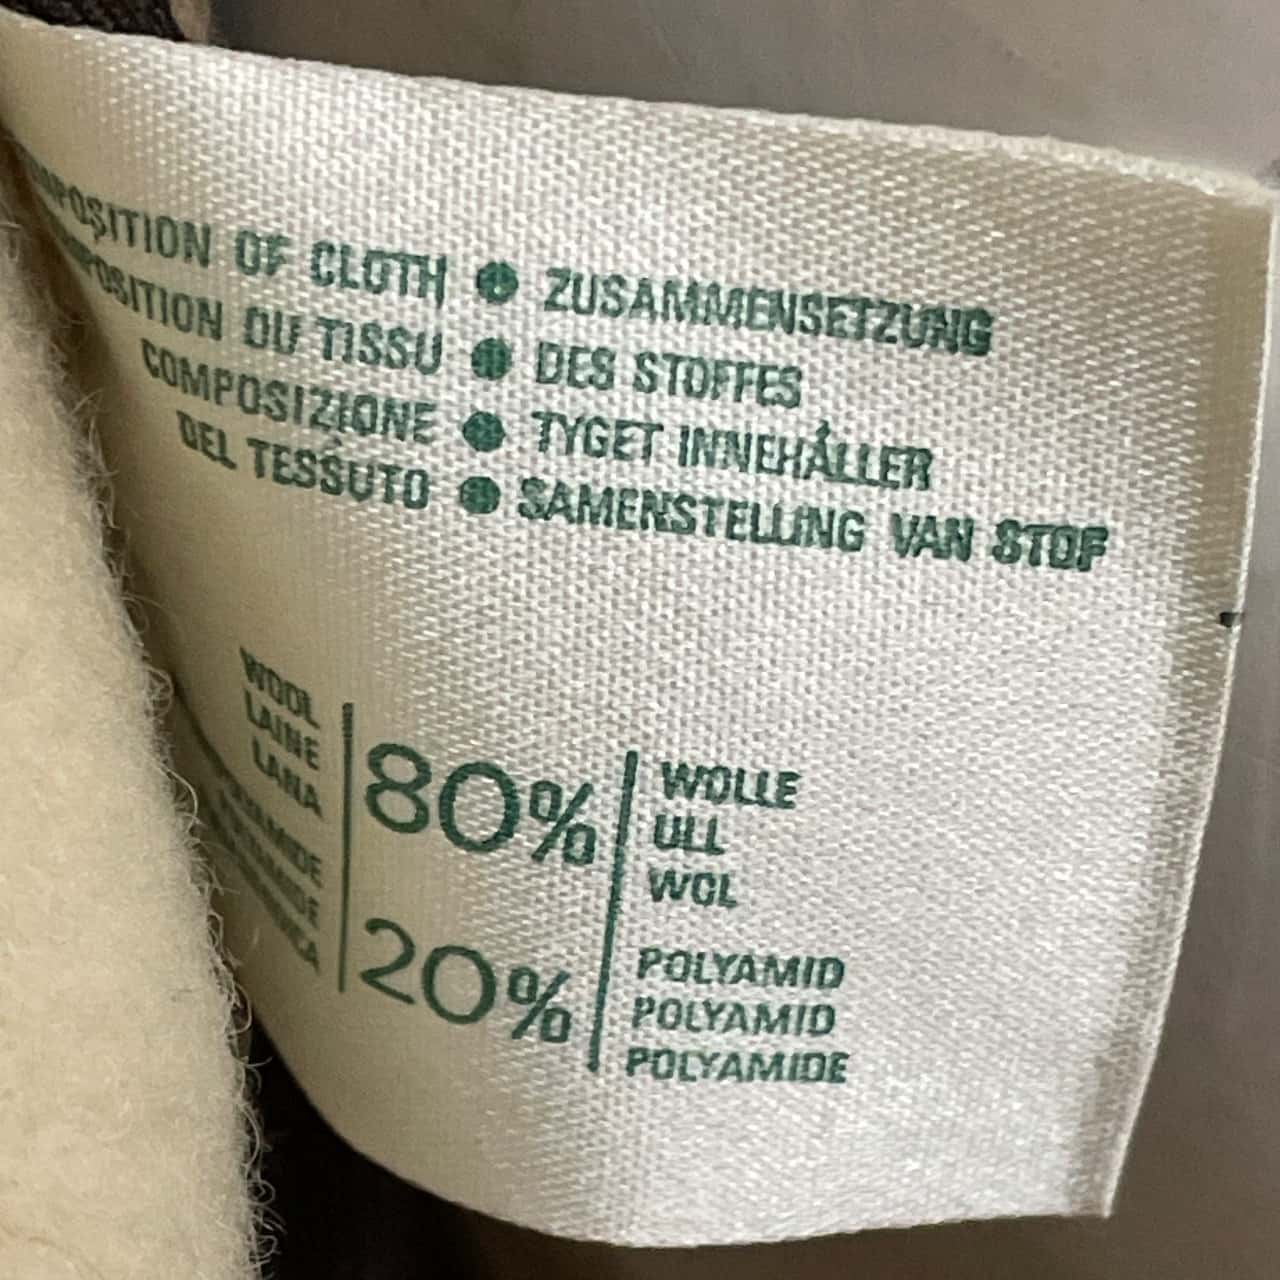 COMPOSITION OF CLOTH ● ZUSAMMENSETZUNG
COMPOSITION DU TISSU ● DES STOFFES
COMPOSIZIONE ● TYGET INNEHÅLLER
DEL TESSUTO ● SAMENSTELLING VAN STOF
WOOL
LAINE
LANA
80%
WOLLE
ULL
WOL
20%
POLYAMID
POLYAMID
POLYAMIDE